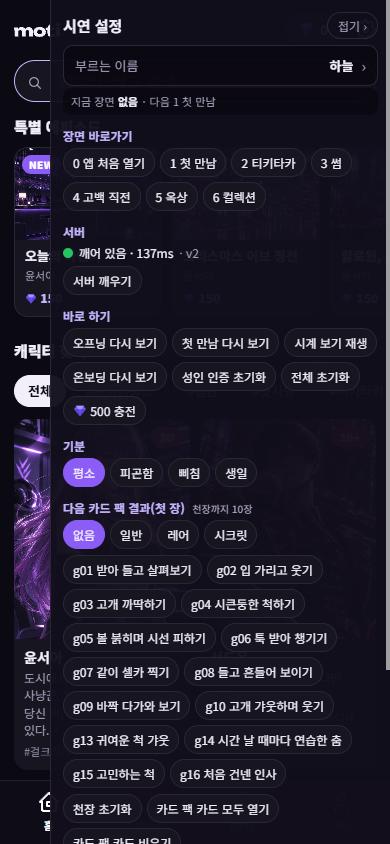 시연 설정
접기 ›
부르는 이름
하늘 ›
지금 장면 없음 · 다음 1 첫 만남
장면 바로가기
0 앱 처음 열기
1 첫 만남
2 티키타카
3 썸
4 고백 직전
5 옥상
6 컬렉션
서버
깨어 있음 · 137ms · v2
서버 깨우기
바로 하기
오프닝 다시 보기
첫 만남 다시 보기
시계 보기 재생
온보딩 다시 보기
성인 인증 초기화
전체 초기화
500 충전
기분
평소
피곤함
삐침
생일
다음 카드 팩 결과(첫 장) 천장까지 10장
없음
일반
레어
시크릿
g01 받아 들고 살펴보기
g02 입 가리고 웃기
g03 고개 까딱하기
g04 시큰둥한 척하기
g05 볼 붉히며 시선 피하기
g06 툭 받아 챙기기
g07 같이 셀카 찍기
g08 들고 흔들어 보이기
g09 바짝 다가와 보기
g10 고개 갸웃하며 웃기
g13 귀여운 척 갸웃
g14 시간 날 때마다 연습한 춤
g15 고민하는 척
g16 처음 건넨 인사
천장 초기화
카드 팩 카드 모두 열기
카드 팩 카드 비우기
moti
특별
NEW
오늘
윤서
15
캐릭터
전체
윤서
도시
사냥
당신
있다.
#걸크
홈